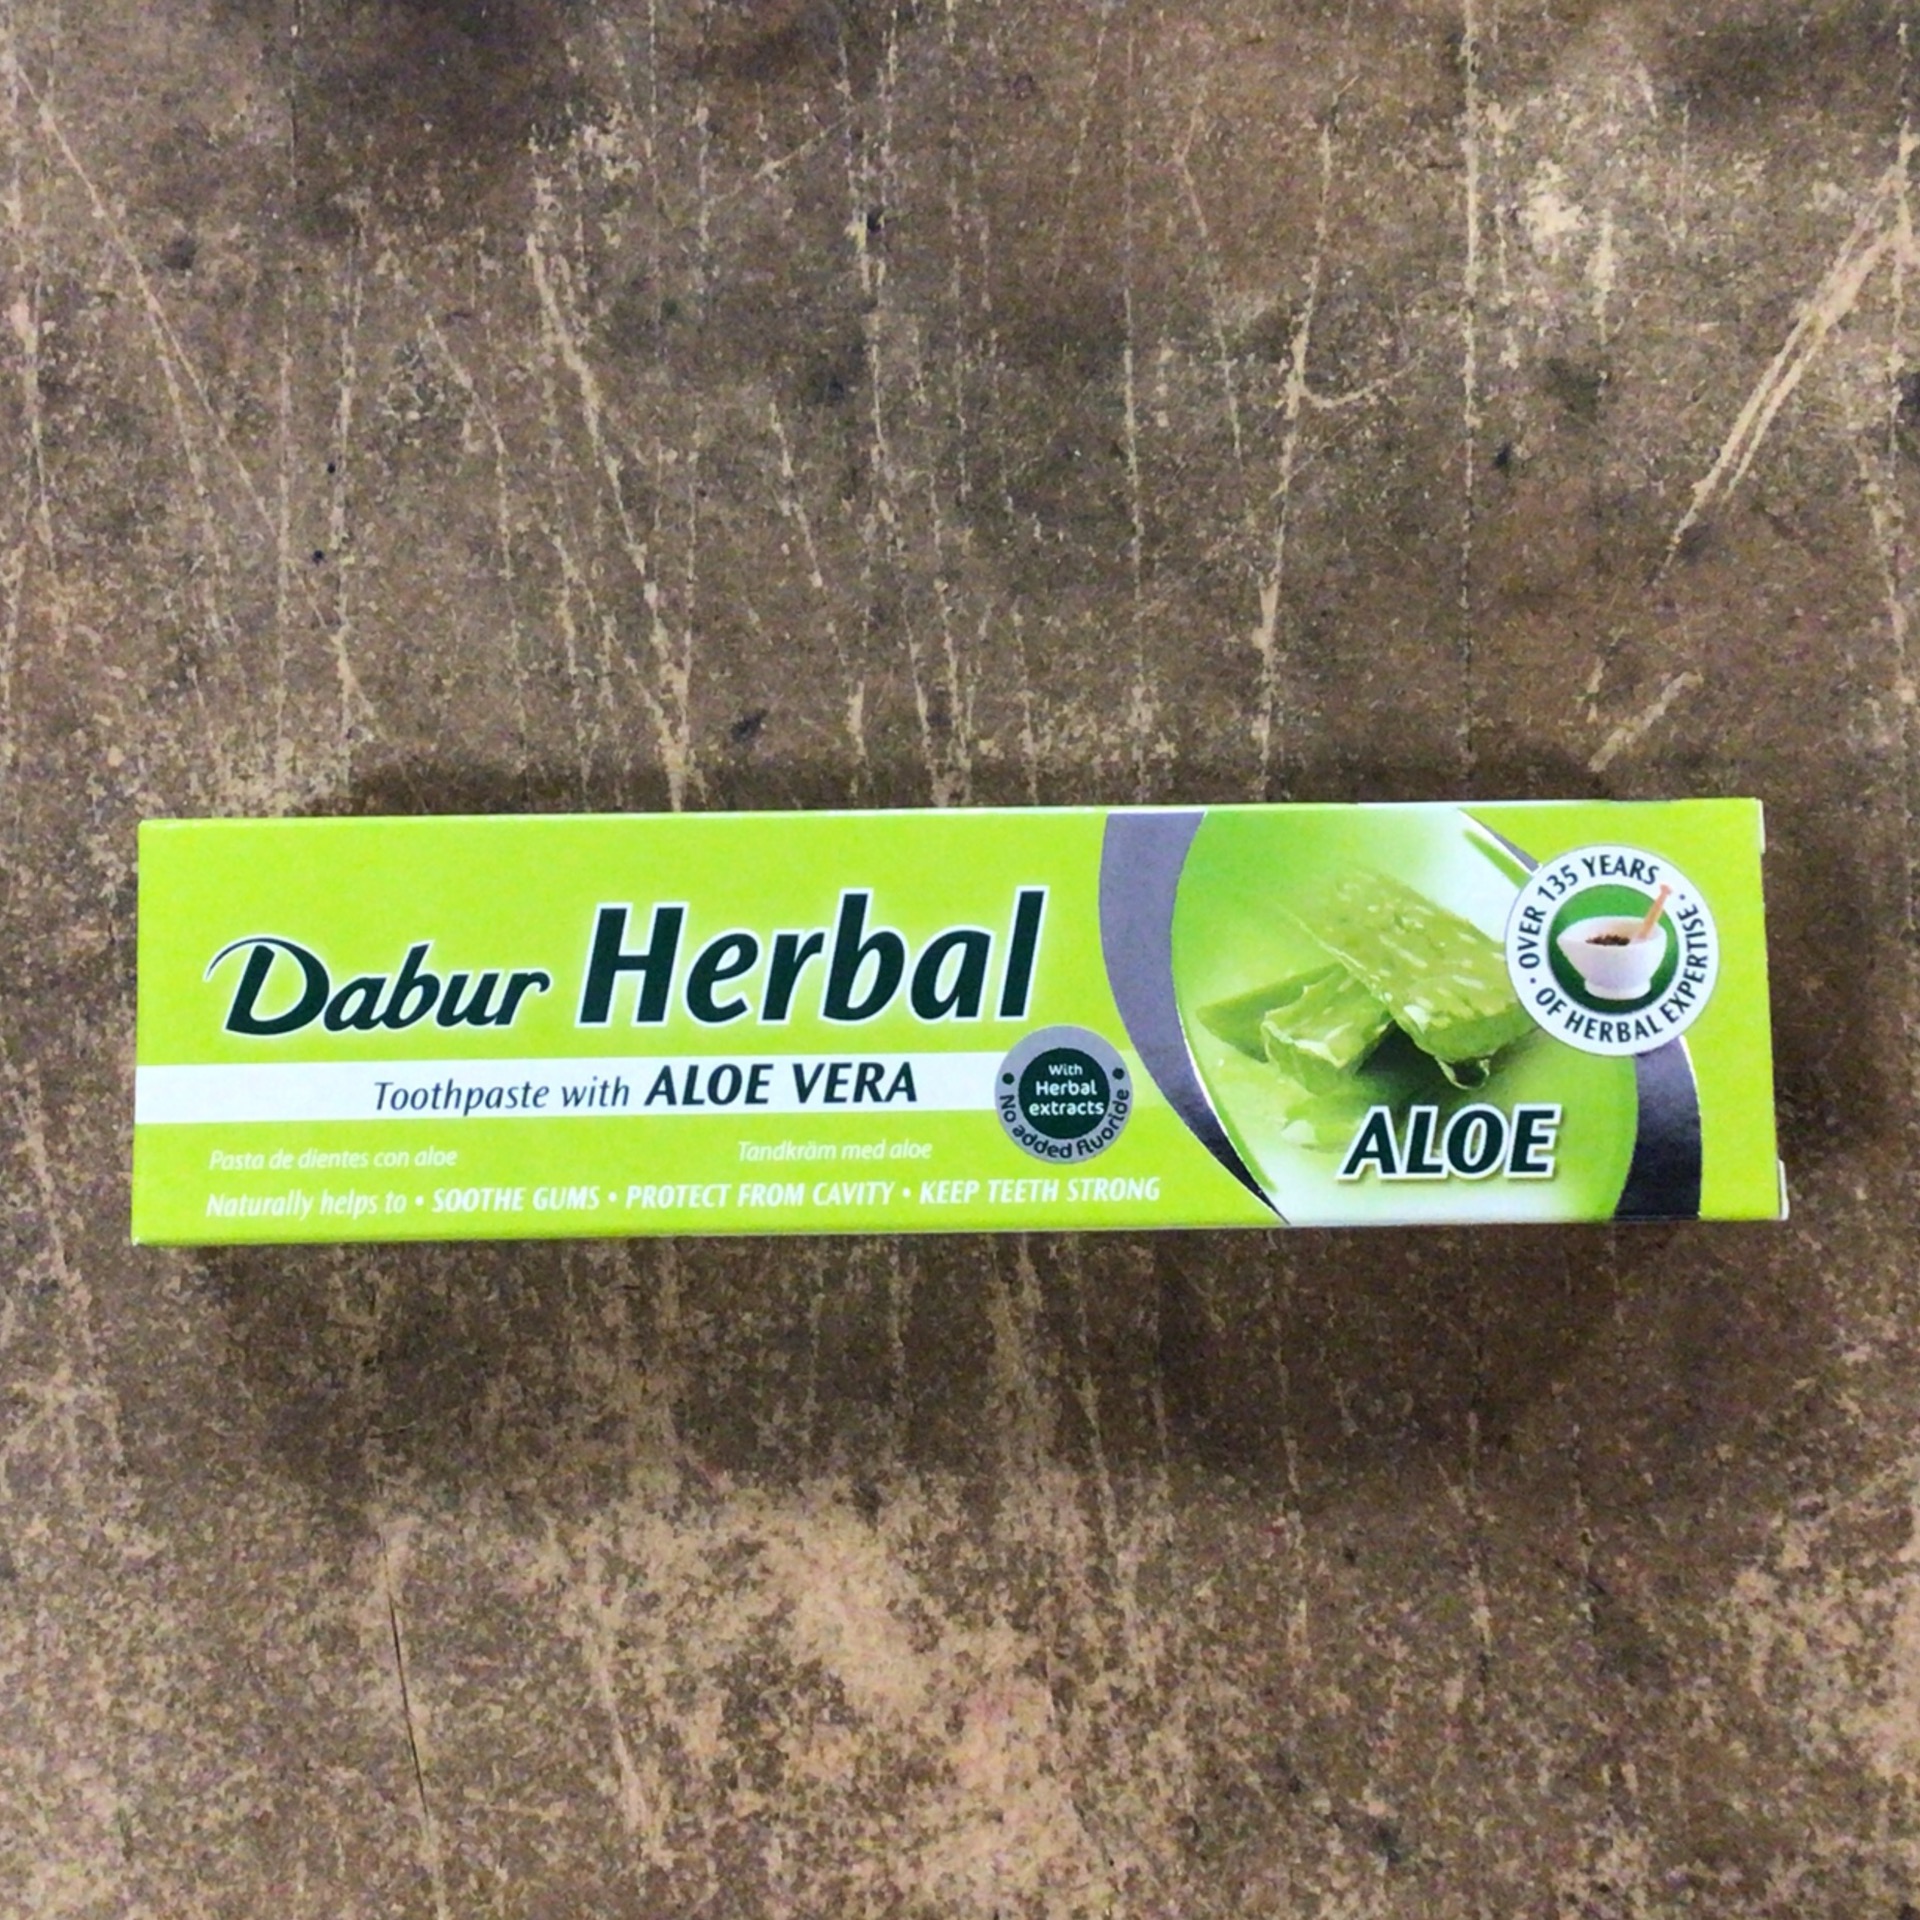 Dabur Herbal
Toothpaste with ALOE VERA
With
Herbal
extracts
No added fluoride
Pasta de dientes con aloe
Tandkräm med aloe
Naturally helps to • SOOTHE GUMS • PROTECT FROM CAVITY • KEEP TEETH STRONG
• OVER 135 YEARS •
OF HERBAL EXPERTISE
ALOE